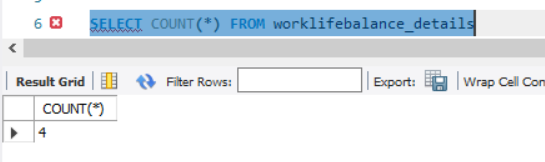 6 SELECT COUNT(*) FROM worklifebalance_details
Result Grid Filter Rows: Export: Wrap Cell Con
COUNT(*)
4